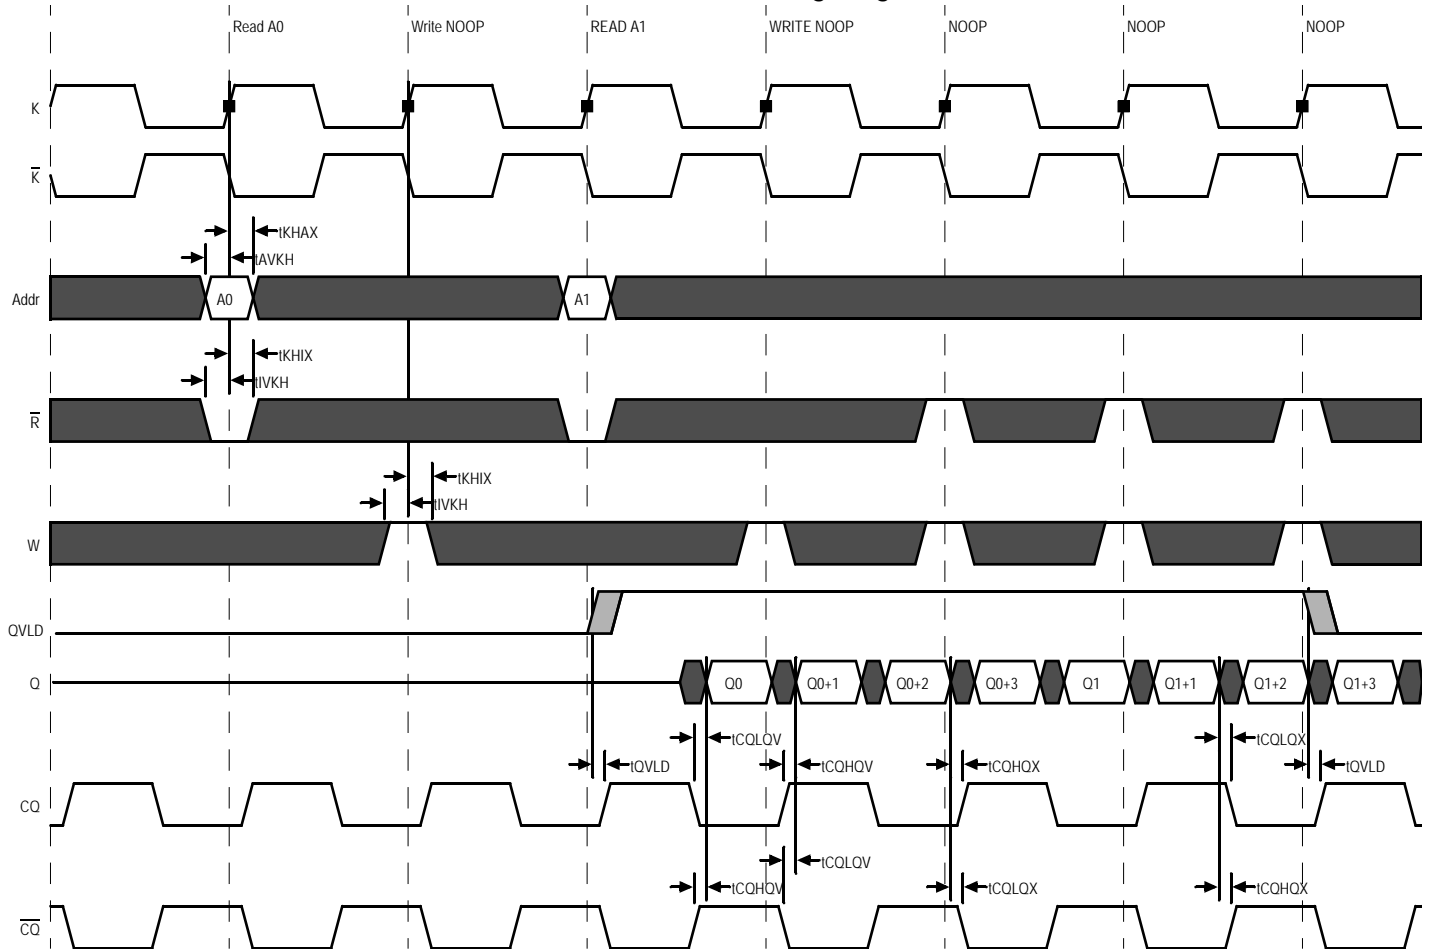 Read A0 Write NOOP READ A1 WRITE NOOP NOOP NOOP NOOP
K
K
tKHAX
tAVKH
Addr A0 A1
tKHIX
tIVKH
R
tKHIX
tIVKH
W
QVLD
Q Q0 Q0+1 Q0+2 Q0+3 Q1 Q1+1 Q1+2 Q1+3
tCQLQV tCQLQX
tQVLD tCQHQV tCQHQX tQVLD
CQ
tCQLQV
tCQHQV tCQLQX tCQHQX
CQ